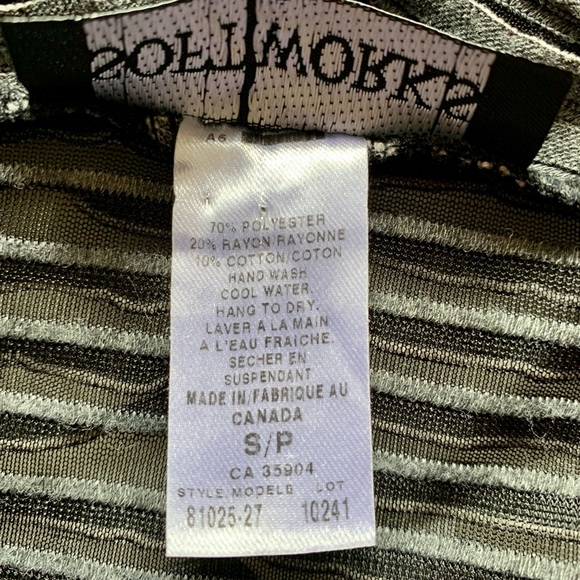 SOFTWORKS
A6
70% POLYESTER
20% RAYON/RAYONNE
10% COTTON/COTON
HAND WASH
COOL WATER.
HANG TO DRY.
LAVER A LA MAIN
A L'EAU FRAICHE.
SECHER EN
SUSPENDANT
MADE IN/FABRIQUE AU
CANADA
S/P
CA 35904
STYLE/MODELE LOT
81025-27 10241